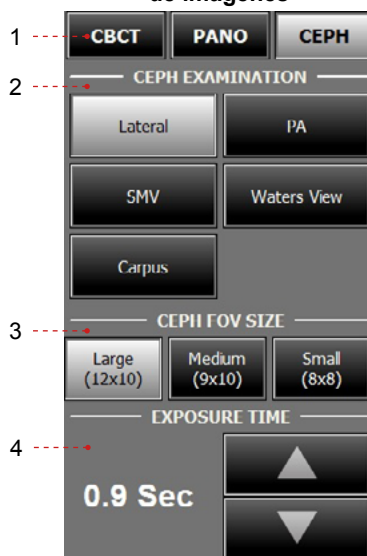 de imágenes
1 CBCT PANO CEPH
2 CEPH EXAMINATION
Lateral PA
SMV Waters View
Carpus
3 CEPH FOV SIZE
Large Medium Small
(12x10) (9x10) (8x8)
EXPOSURE TIME
4
0.9 Sec